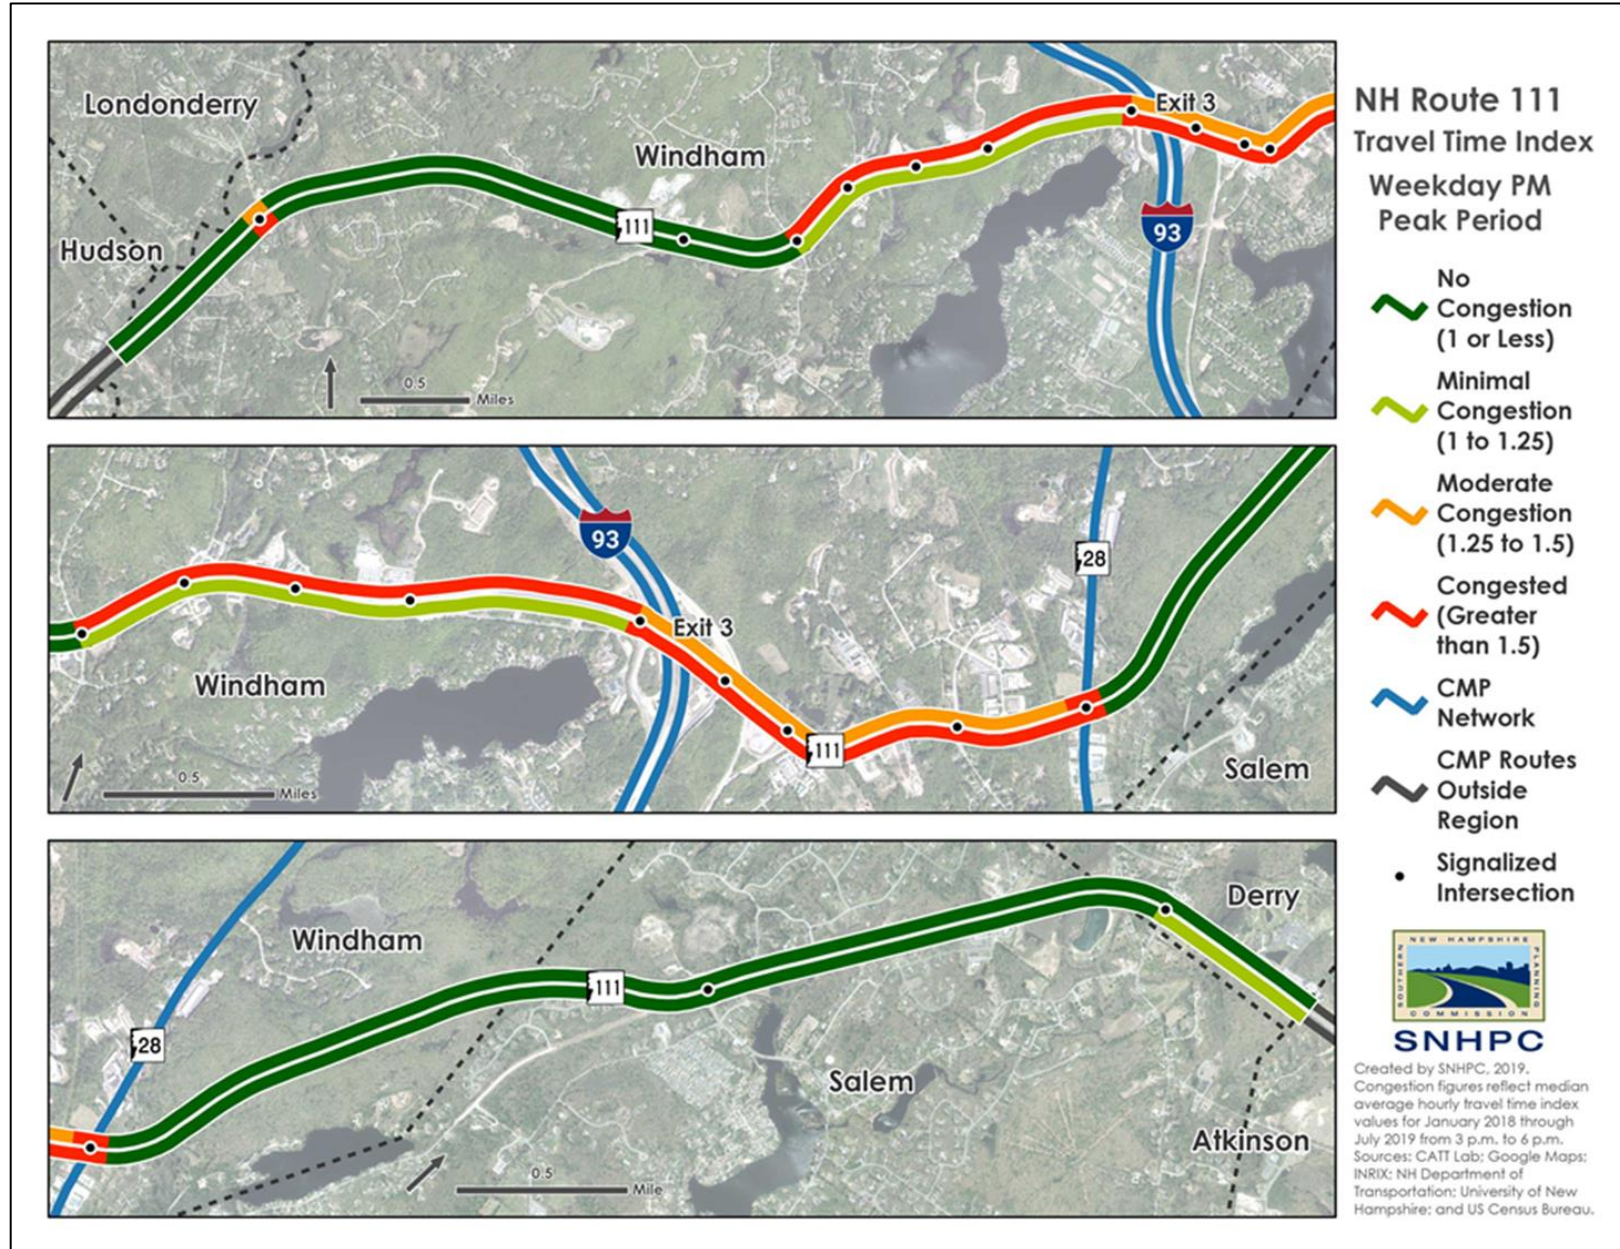 Londonderry
Hudson
Windham
Exit 3
111
93
0.5
Miles
93
28
Exit 3
Windham
111
Salem
0.5
Miles
Windham
Derry
111
28
Salem
Atkinson
0.5
Mile
NH Route 111
Travel Time Index
Weekday PM
Peak Period
No
Congestion
(1 or Less)
Minimal
Congestion
(1 to 1.25)
Moderate
Congestion
(1.25 to 1.5)
Congested
(Greater
than 1.5)
CMP
Network
CMP Routes
Outside
Region
Signalized
Intersection
NEW HAMPSHIRE
SOUTHERN
PLANNING
COMMISSION
SNHPC
Created by SNHPC, 2019.
Congestion figures reflect median
average hourly travel time index
values for January 2018 through
July 2019 from 3 p.m. to 6 p.m.
Sources: CATT Lab; Google Maps;
INRIX; NH Department of
Transportation; University of New
Hampshire; and US Census Bureau.